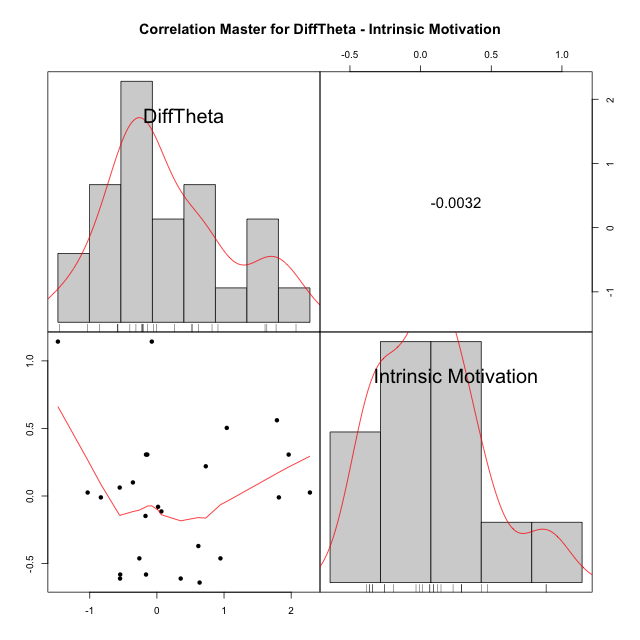 Correlation Master for DiffTheta - Intrinsic Motivation
-0.5 0.0 0.5 1.0
DiffTheta
2
1
0
-1
-0.0032
1.0
0.5
0.0
-0.5
Intrinsic Motivation
-1 0 1 2